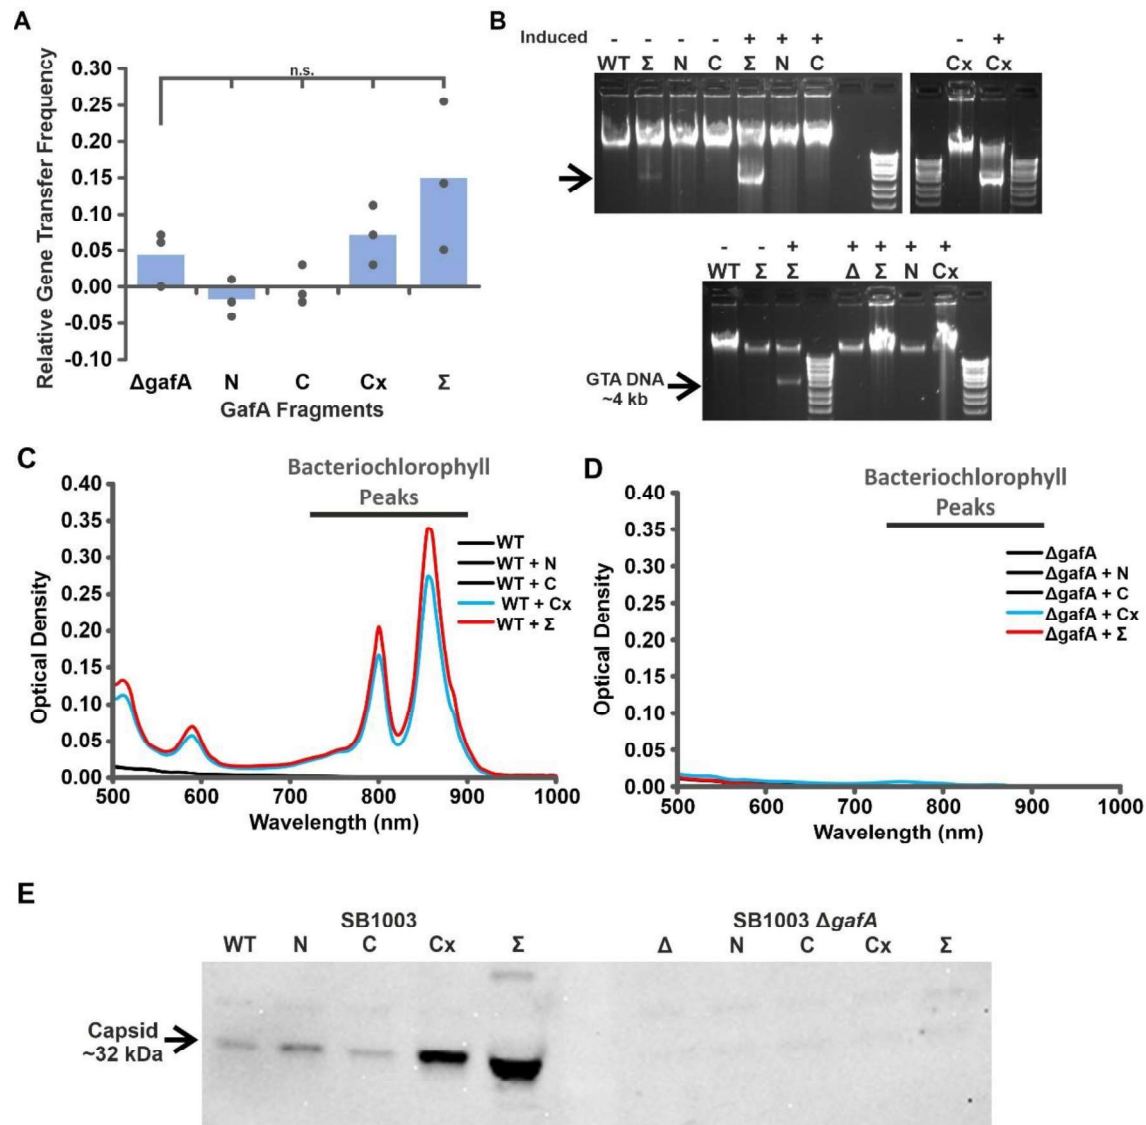 A
n.s.
Relative Gene Transfer Frequency
0.30
0.25
0.20
0.15
0.10
0.05
0.00
-0.05
-0.10
ΔgafA N C Cx Σ
GafA Fragments
B
Induced - - - - + + +
WT Σ N C Σ N C
- +
Cx Cx
- - + + + + +
WT Σ Σ Δ Σ N Cx
GTA DNA
~4 kb
C
Bacteriochlorophyll
Peaks
Optical Density
0.40
0.35
0.30
0.25
0.20
0.15
0.10
0.05
0.00
WT
WT + N
WT + C
WT + Cx
WT + Σ
500 600 700 800 900 1000
Wavelength (nm)
D
Bacteriochlorophyll
Peaks
Optical Density
0.40
0.35
0.30
0.25
0.20
0.15
0.10
0.05
0.00
ΔgafA
ΔgafA + N
ΔgafA + C
ΔgafA + Cx
ΔgafA + Σ
500 600 700 800 900 1000
Wavelength (nm)
E
SB1003
WT N C Cx Σ
SB1003 ΔgafA
Δ N C Cx Σ
Capsid
~32 kDa